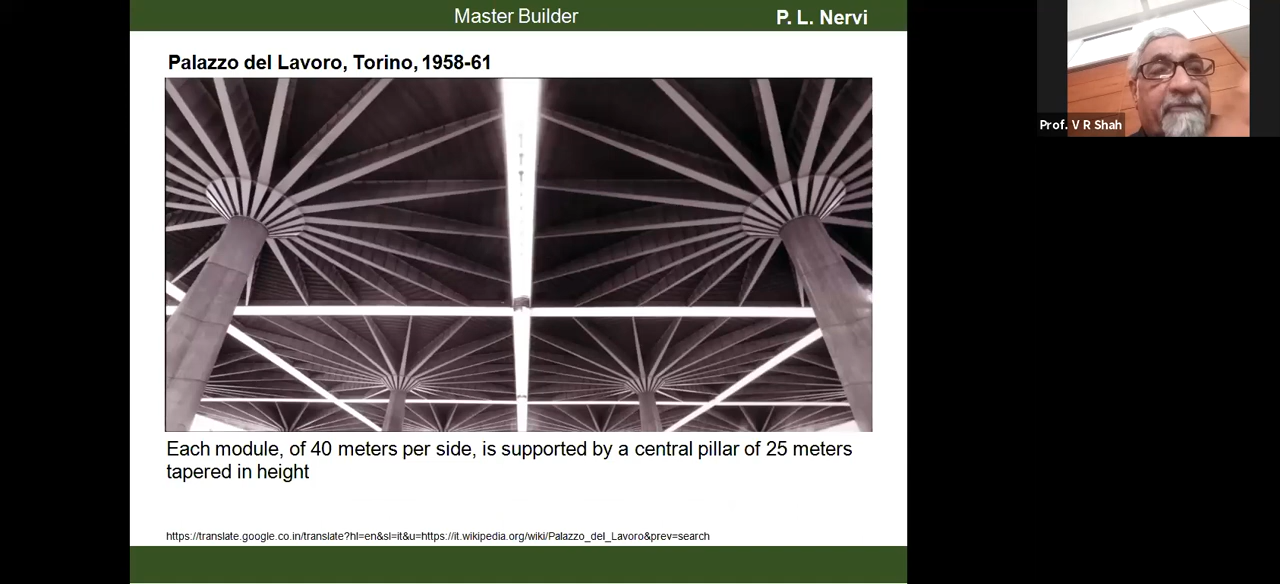 Master Builder
P. L. Nervi
Palazzo del Lavoro, Torino, 1958-61
Prof. V R Shah
Each module, of 40 meters per side, is supported by a central pillar of 25 meters
tapered in height
https://translate.google.co.in/translate?hl=en&sl=it&u=https://it.wikipedia.org/wiki/Palazzo_del_Lavoro&prev=search